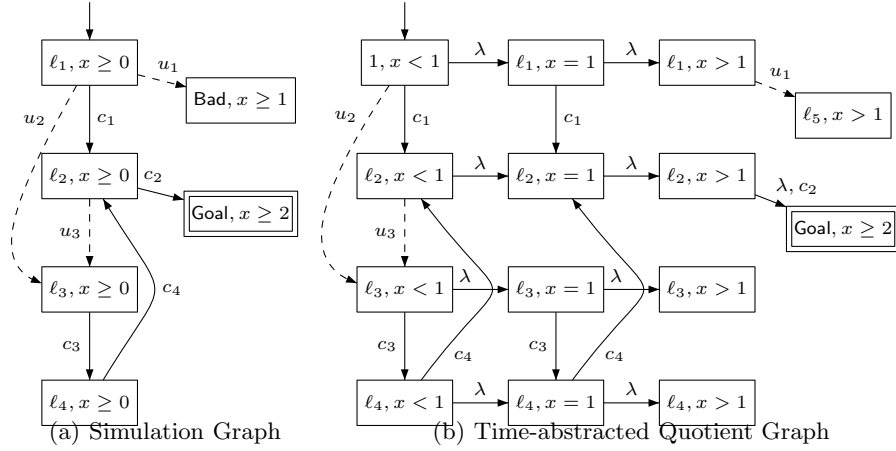 ℓ₁, x ≥ 0
u₁
Bad, x ≥ 1
u₂
c₁
ℓ₂, x ≥ 0
c₂
Goal, x ≥ 2
u₃
ℓ₃, x ≥ 0
c₄
c₃
ℓ₄, x ≥ 0
(a) Simulation Graph
1, x < 1
λ
ℓ₁, x = 1
λ
ℓ₁, x > 1
u₁
ℓ₅, x > 1
u₂
c₁
c₁
ℓ₂, x < 1
λ
ℓ₂, x = 1
λ
ℓ₂, x > 1
λ, c₂
Goal, x ≥ 2
u₃
ℓ₃, x < 1
λ
ℓ₃, x = 1
λ
ℓ₃, x > 1
c₃
c₄
c₃
c₄
ℓ₄, x < 1
λ
ℓ₄, x = 1
λ
ℓ₄, x > 1
(b) Time-abstracted Quotient Graph